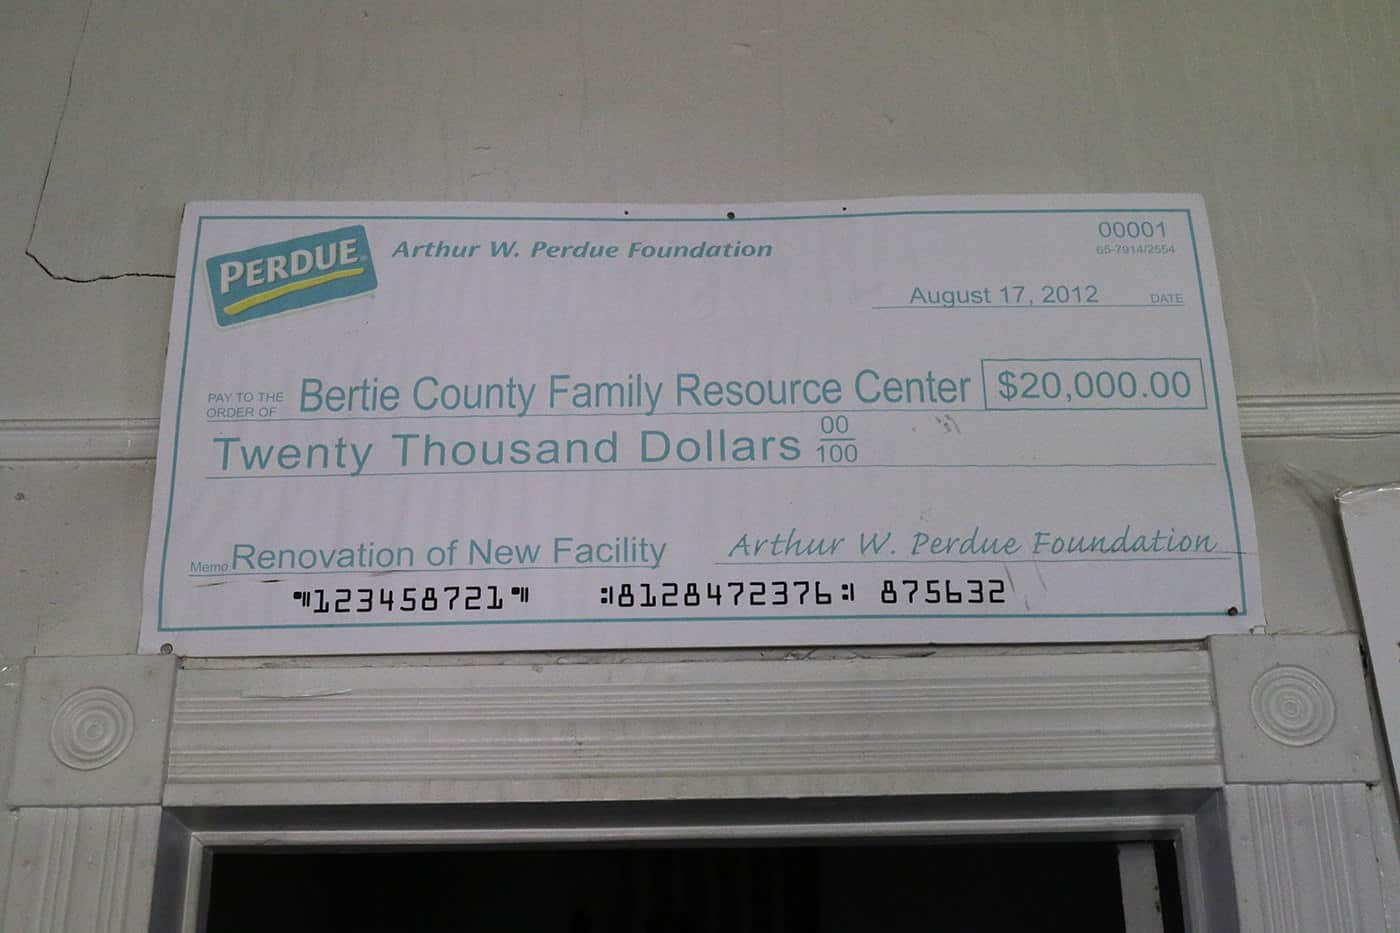 PERDUE®
Arthur W. Perdue Foundation
00001
65-7914/2554
August 17, 2012 DATE
PAY TO THE ORDER OF Bertie County Family Resource Center $20,000.00
Twenty Thousand Dollars 00/100
Memo Renovation of New Facility Arthur W. Perdue Foundation
⑈123458721⑈ ⑆8128472376⑆ 875632